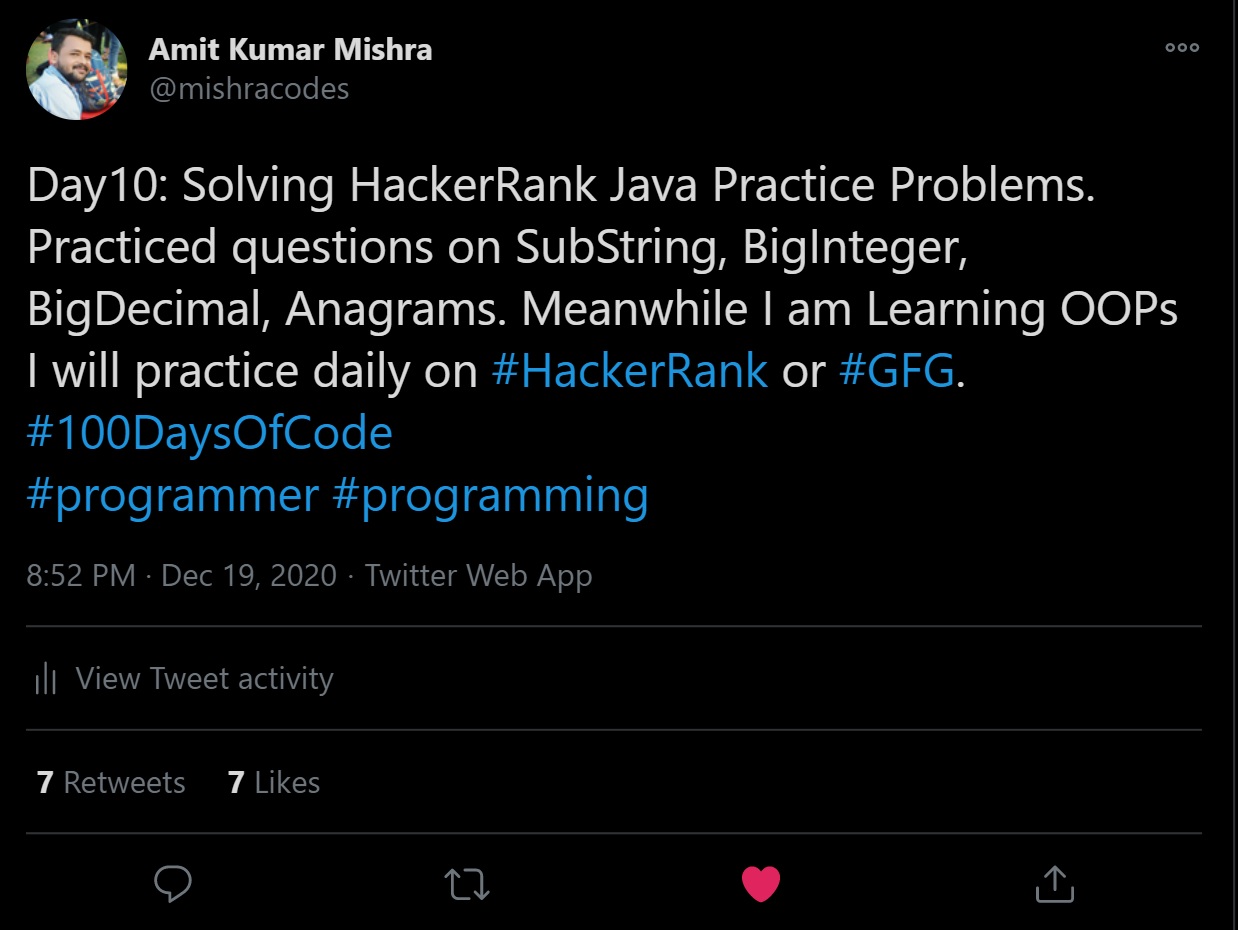 Amit Kumar Mishra
@mishracodes
Day10: Solving HackerRank Java Practice Problems.
Practiced questions on SubString, BigInteger,
BigDecimal, Anagrams. Meanwhile I am Learning OOPs
I will practice daily on #HackerRank or #GFG.
#100DaysOfCode
#programmer #programming
8:52 PM · Dec 19, 2020 · Twitter Web App
View Tweet activity
7 Retweets 7 Likes